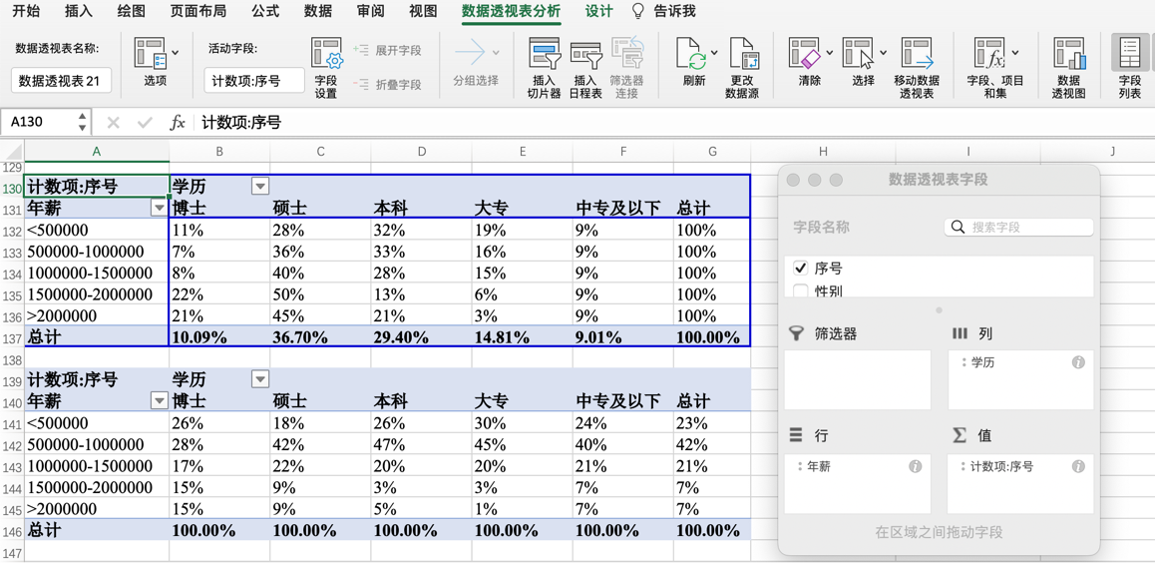 开始 插入 绘图 页面布局 公式 数据 审阅 视图 数据透视表分析 设计 告诉我
数据透视表名称:
数据透视表21
选项
活动字段:
计数项:序号
字段
设置
展开字段
折叠字段
分组选择
插入
切片器
插入
日程表
筛选器
连接
刷新
更改
数据源
清除
选择
移动数据
透视表
字段、项目
和集
数据
透视图
字段
列表
A130 fx 计数项:序号
A B C D E F G H I J
129
130 计数项:序号 学历
131 年薪 博士 硕士 本科 大专 中专及以下 总计
132 <500000 11% 28% 32% 19% 9% 100%
133 500000-1000000 7% 36% 33% 16% 9% 100%
134 1000000-1500000 8% 40% 28% 15% 9% 100%
135 1500000-2000000 22% 50% 13% 6% 9% 100%
136 >2000000 21% 45% 21% 3% 9% 100%
137 总计 10.09% 36.70% 29.40% 14.81% 9.01% 100.00%
138
139 计数项:序号 学历
140 年薪 博士 硕士 本科 大专 中专及以下 总计
141 <500000 26% 18% 26% 30% 24% 23%
142 500000-1000000 28% 42% 47% 45% 40% 42%
143 1000000-1500000 17% 22% 20% 20% 21% 21%
144 1500000-2000000 15% 9% 3% 3% 7% 7%
145 >2000000 15% 9% 5% 1% 7% 7%
146 总计 100.00% 100.00% 100.00% 100.00% 100.00% 100.00%
147
数据透视表字段
字段名称 搜索字段
序号
性别
筛选器 列
学历
行 值
年薪 计数项:序号
在区域之间拖动字段